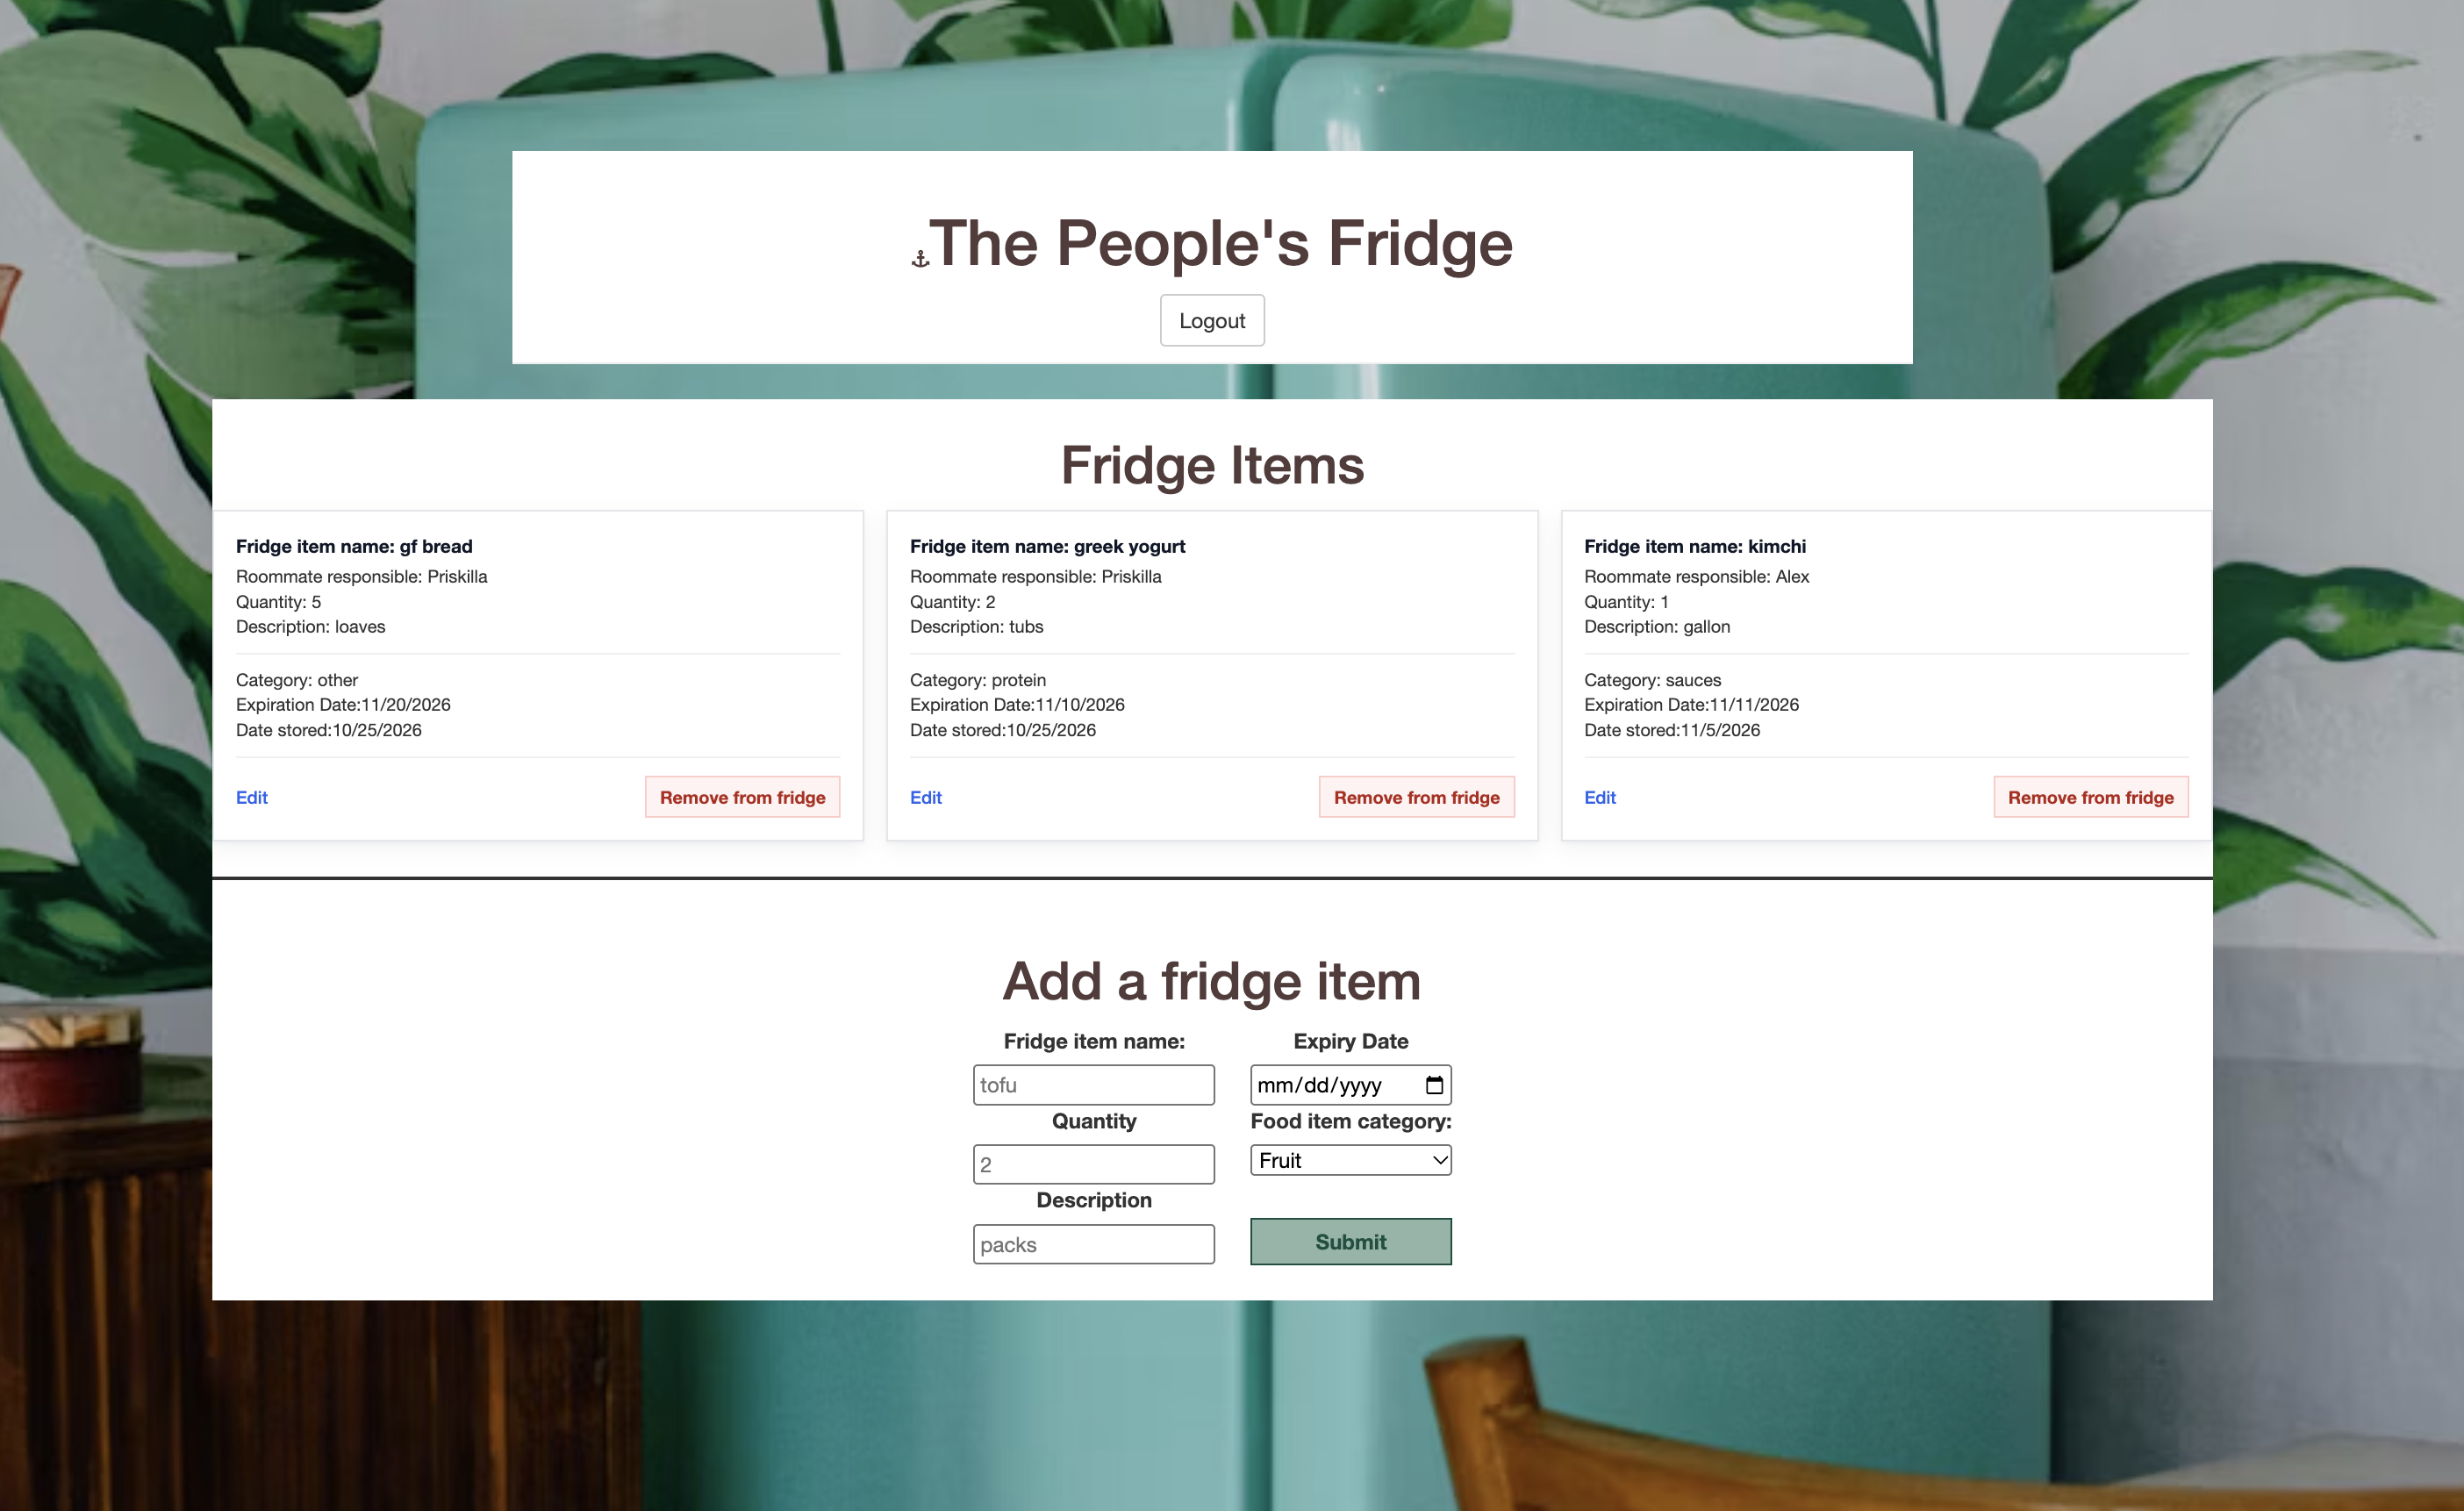 The People's Fridge
Logout
Fridge Items
Fridge item name: gf bread
Roommate responsible: Priskilla
Quantity: 5
Description: loaves
Category: other
Expiration Date:11/20/2026
Date stored:10/25/2026
Edit
Remove from fridge
Fridge item name: greek yogurt
Roommate responsible: Priskilla
Quantity: 2
Description: tubs
Category: protein
Expiration Date:11/10/2026
Date stored:10/25/2026
Edit
Remove from fridge
Fridge item name: kimchi
Roommate responsible: Alex
Quantity: 1
Description: gallon
Category: sauces
Expiration Date:11/11/2026
Date stored:11/5/2026
Edit
Remove from fridge
Add a fridge item
Fridge item name:
tofu
Quantity
2
Description
packs
Expiry Date
mm/dd/yyyy
Food item category:
Fruit
Submit